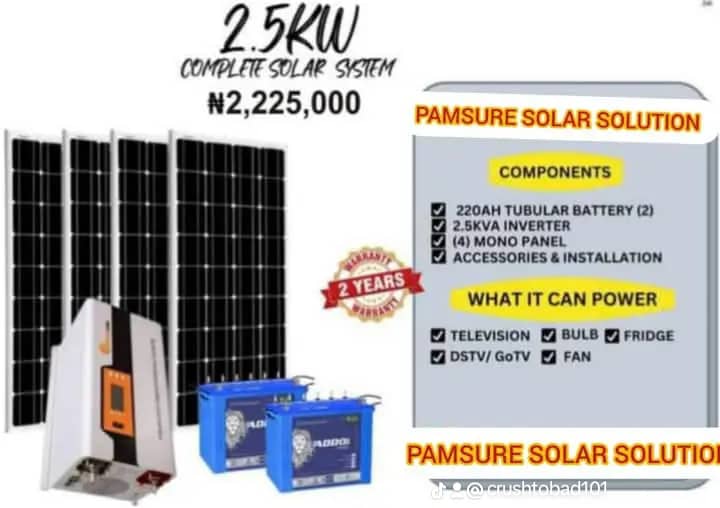 2.5KW
COMPLETE SOLAR SYSTEM
₦2,225,000
PAMSURE SOLAR SOLUTION
COMPONENTS
220AH TUBULAR BATTERY (2)
2.5KVA INVERTER
(4) MONO PANEL
ACCESSORIES & INSTALLATION
WARRANTY
2 YEARS
WARRANTY
WHAT IT CAN POWER
TELEVISION BULB FRIDGE
DSTV/ GoTV FAN
PAMSURE SOLAR SOLUTIO
@crushtobad101